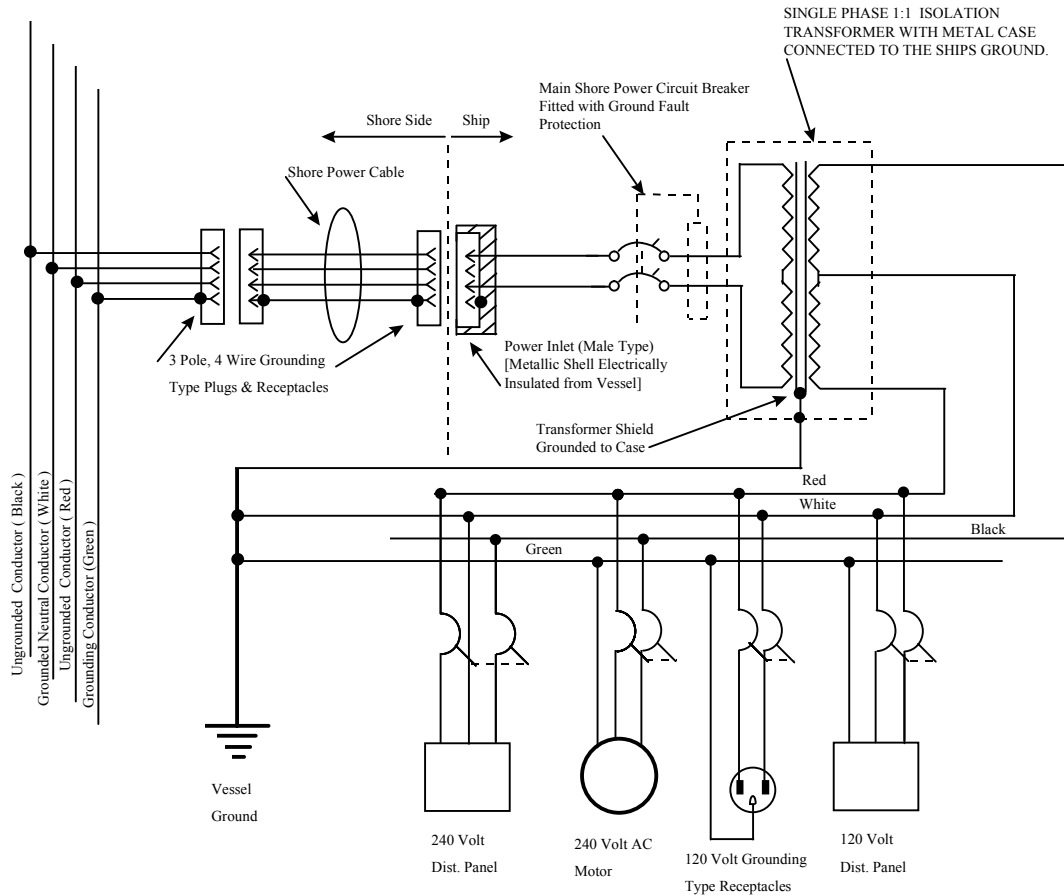 SINGLE PHASE 1:1 ISOLATION
TRANSFORMER WITH METAL CASE
CONNECTED TO THE SHIPS GROUND.
Main Shore Power Circuit Breaker
Fitted with Ground Fault
Protection
Shore Side
Ship
Shore Power Cable
3 Pole, 4 Wire Grounding
Type Plugs & Receptacles
Power Inlet (Male Type)
[Metallic Shell Electrically
Insulated from Vessel]
Transformer Shield
Grounded to Case
Ungrounded Conductor ( Black )
Grounded Neutral Conductor ( White )
Ungrounded Conductor ( Red )
Grounding Conductor (Green)
Red
White
Black
Green
Vessel
Ground
240 Volt
Dist. Panel
240 Volt AC
Motor
120 Volt Grounding
Type Receptacles
120 Volt
Dist. Panel